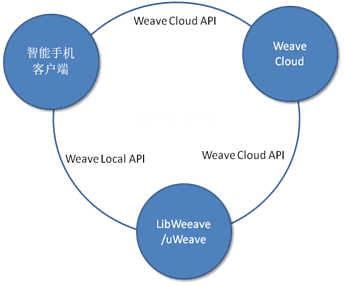 Weave Cloud API
智能手机
客户端
Weave
Cloud
Weave Local API
Weave Cloud API
LibWeeave
/uWeave